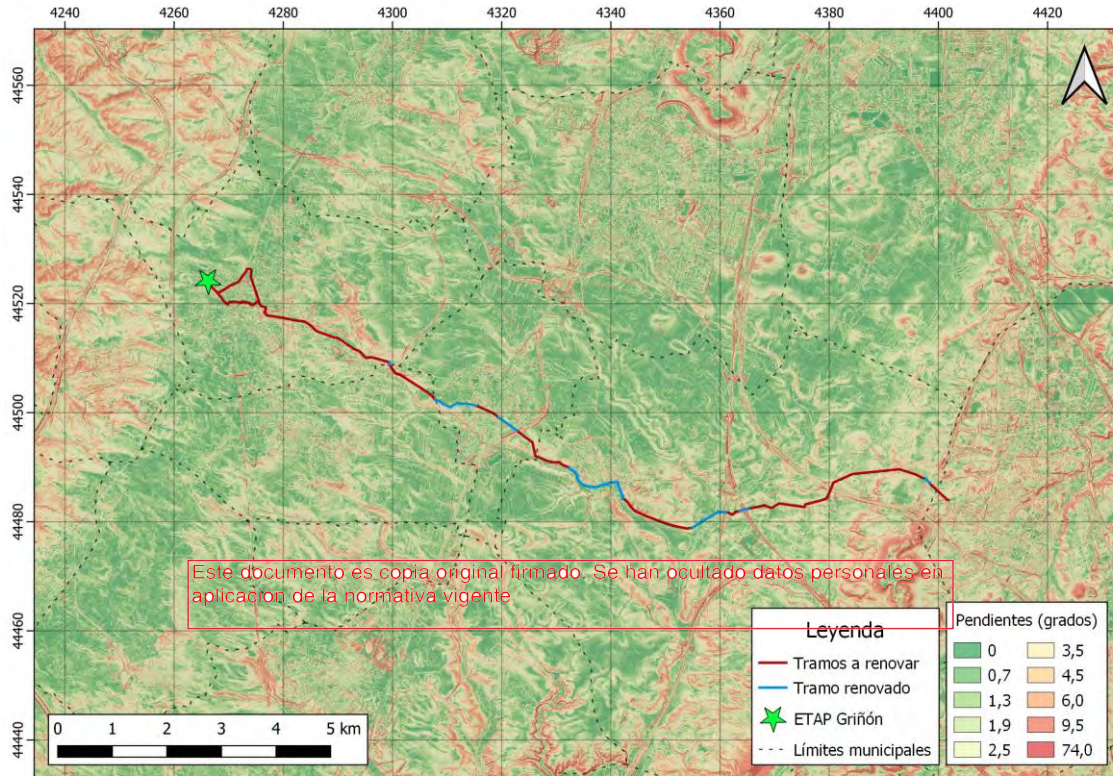 4240 4260 4280 4300 4320 4340 4360 4380 4400 4420
44560
44540
44520
44500
44480
44460
44440
Este documento es copia original firmado. Se han ocultado datos personales en
aplicación de la normativa vigente
Leyenda
Tramos a renovar
Tramo renovado
ETAP Griñón
Límites municipales
Pendientes (grados)
0 3,5
0,7 4,5
1,3 6,0
1,9 9,5
2,5 74,0
0 1 2 3 4 5 km